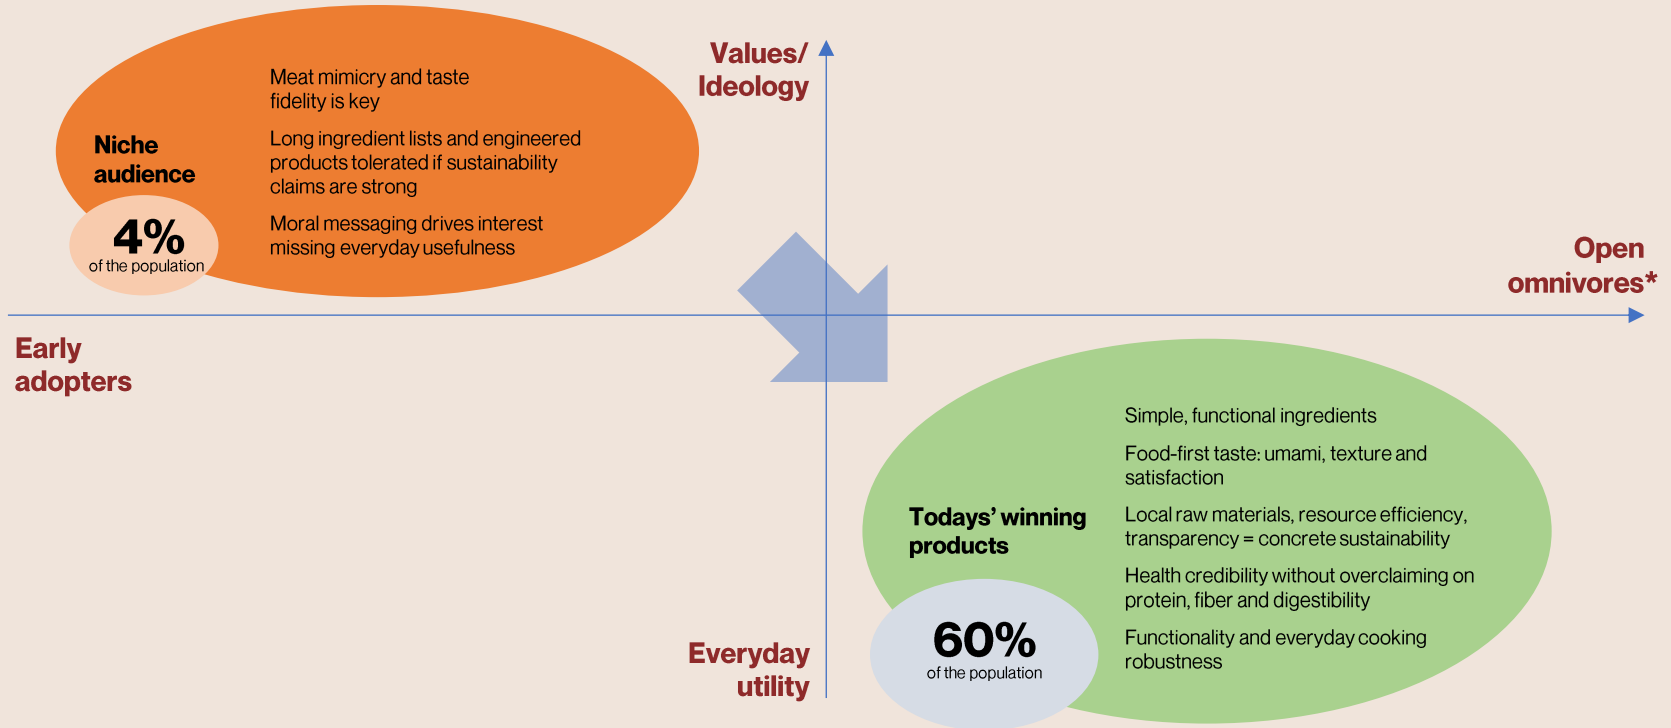 Values/
Ideology
Meat mimicry and taste
fidelity is key
Long ingredient lists and engineered
products tolerated if sustainability
claims are strong
Moral messaging drives interest
missing everyday usefulness
Niche
audience
4%
of the population
Open
omnivores*
Early
adopters
Simple, functional ingredients
Food-first taste: umami, texture and
satisfaction
Local raw materials, resource efficiency,
transparency = concrete sustainability
Health credibility without overclaiming on
protein, fiber and digestibility
Functionality and everyday cooking
robustness
Todays’ winning
products
60%
of the population
Everyday
utility